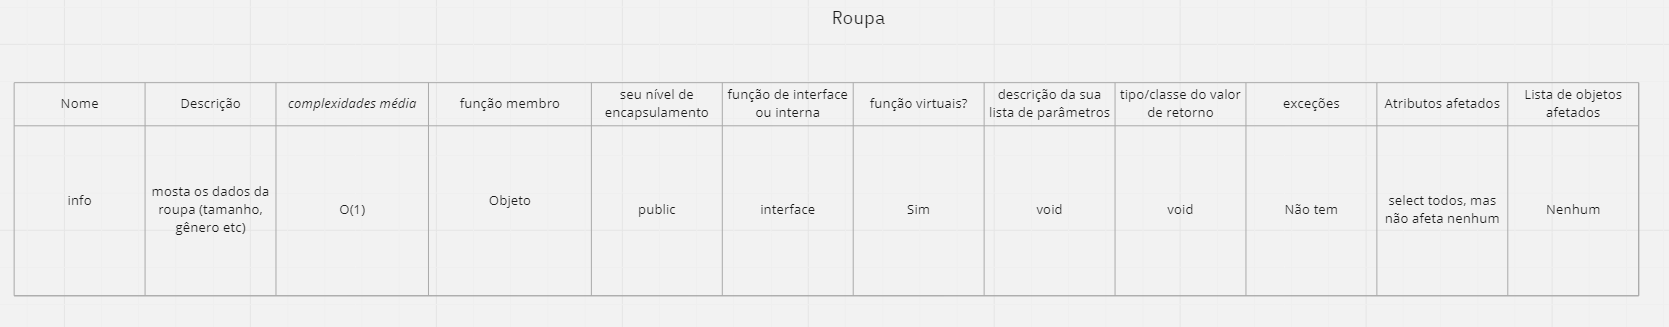 Roupa
Nome
Descrição
complexidades média
função membro
seu nível de
encapsulamento
função de interface
ou interna
função virtuais?
descrição da sua
lista de parâmetros
tipo/classe do valor
de retorno
exceções
Atributos afetados
Lista de objetos
afetados
info
mosta os dados da
roupa (tamanho,
gênero etc)
O(1)
Objeto
public
interface
Sim
void
void
Não tem
select todos, mas
não afeta nenhum
Nenhum